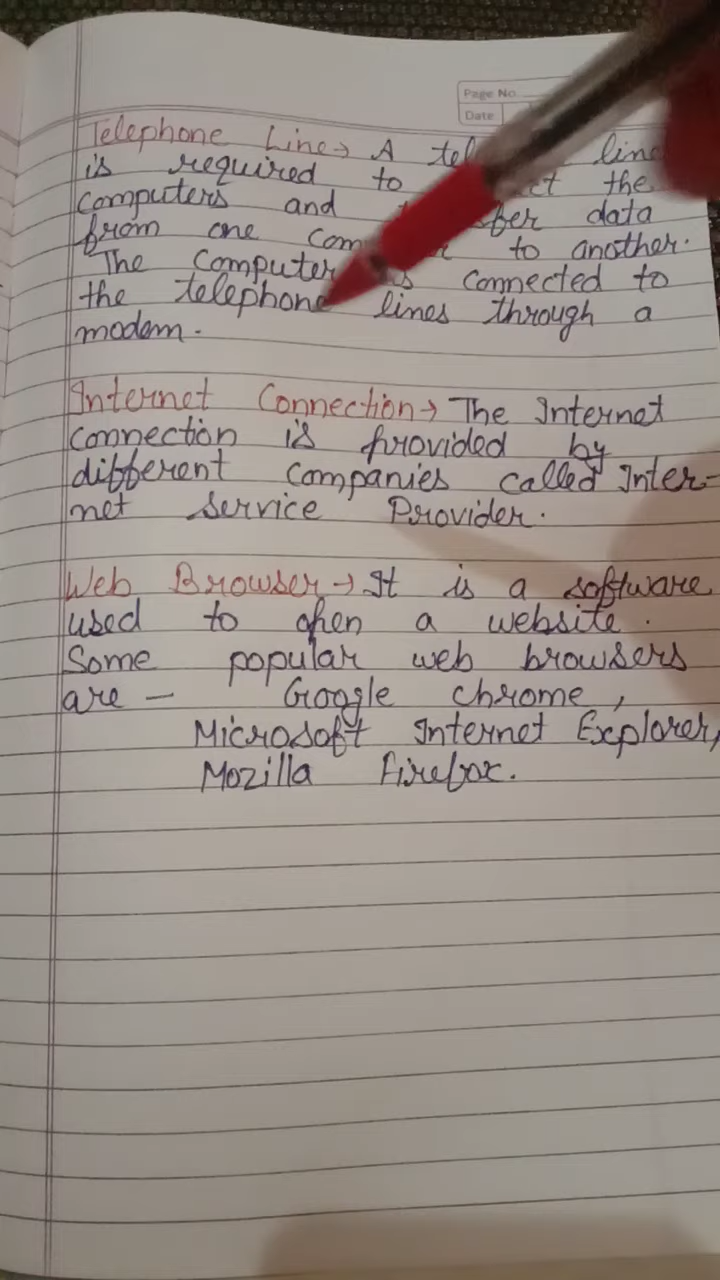 Page No.
Date
Telephone Line → A line
is required to the
computers and data
from one to another.
The computer is connected to
the telephone lines through a
modem.
Internet Connection → The Internet
connection is provided by
different companies called Inter-
net service Provider.
Web Browser → It is a software
used to open a website.
Some popular web browsers
are — Google chrome,
Microsoft Internet Explorer,
Mozilla Firefox.